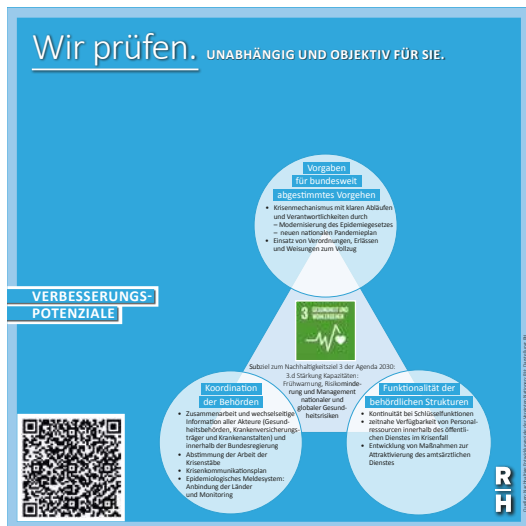 Wir prüfen. UNABHÄNGIG UND OBJEKTIV FÜR SIE.
Vorgaben
für bundesweit
abgestimmtes Vorgehen
• Krisenmechanismus mit klaren Abläufen
und Verantwortlichkeiten durch
– Modernisierung des Epidemiegesetzes
– neuen nationalen Pandemieplan
• Einsatz von Verordnungen, Erlässen
und Weisungen zum Vollzug
VERBESSERUNGS-
POTENZIALE
3 GESUNDHEIT UND
WOHLERGEHEN
Subziel zum Nachhaltigkeitsziel 3 der Agenda 2030:
3.d Stärkung Kapazitäten:
Frühwarnung, Risikominde-
rung und Management
nationaler und
globaler Gesund-
heitsrisiken
Koordination
der Behörden
• Zusammenarbeit und wechselseitige
Information aller Akteure (Gesund-
heitsbehörden, Krankenversicherungs-
träger und Krankenanstalten) und
innerhalb der Bundesregierung
• Abstimmung der Arbeit der
Krisenstäbe
• Krisenkommunikationsplan
• Epidemiologisches Meldesystem:
Anbindung der Länder
und Monitoring
Funktionalität der
behördlichen Strukturen
• Kontinuität bei Schlüsselfunktionen
• zeitnahe Verfügbarkeit von Personal-
ressourcen innerhalb des öffentli-
chen Dienstes im Krisenfall
• Entwicklung von Maßnahmen zur
Attraktivierung des amtsärztlichen
Dienstes
R
H